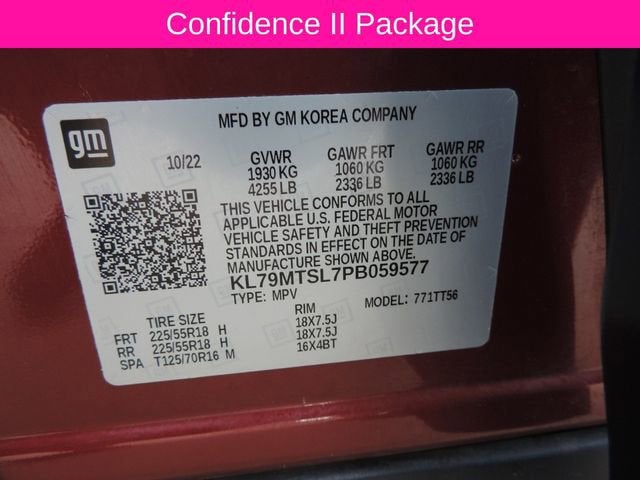 Confidence II Package
gm
MFD BY GM KOREA COMPANY
10/22 GVWR GAWR FRT GAWR RR
1930 KG 1060 KG 1060 KG
4255 LB 2336 LB 2336 LB
THIS VEHICLE CONFORMS TO ALL
APPLICABLE U.S. FEDERAL MOTOR
VEHICLE SAFETY AND THEFT PREVENTION
STANDARDS IN EFFECT ON THE DATE OF
MANUFACTURE SHOWN ABOVE.
KL79MTSL7PB059577
TYPE: MPV MODEL: 771TT56
TIRE SIZE RIM
FRT 225/55R18 H 18X7.5J
RR 225/55R18 H 18X7.5J
SPA T125/70R16 M 16X4BT